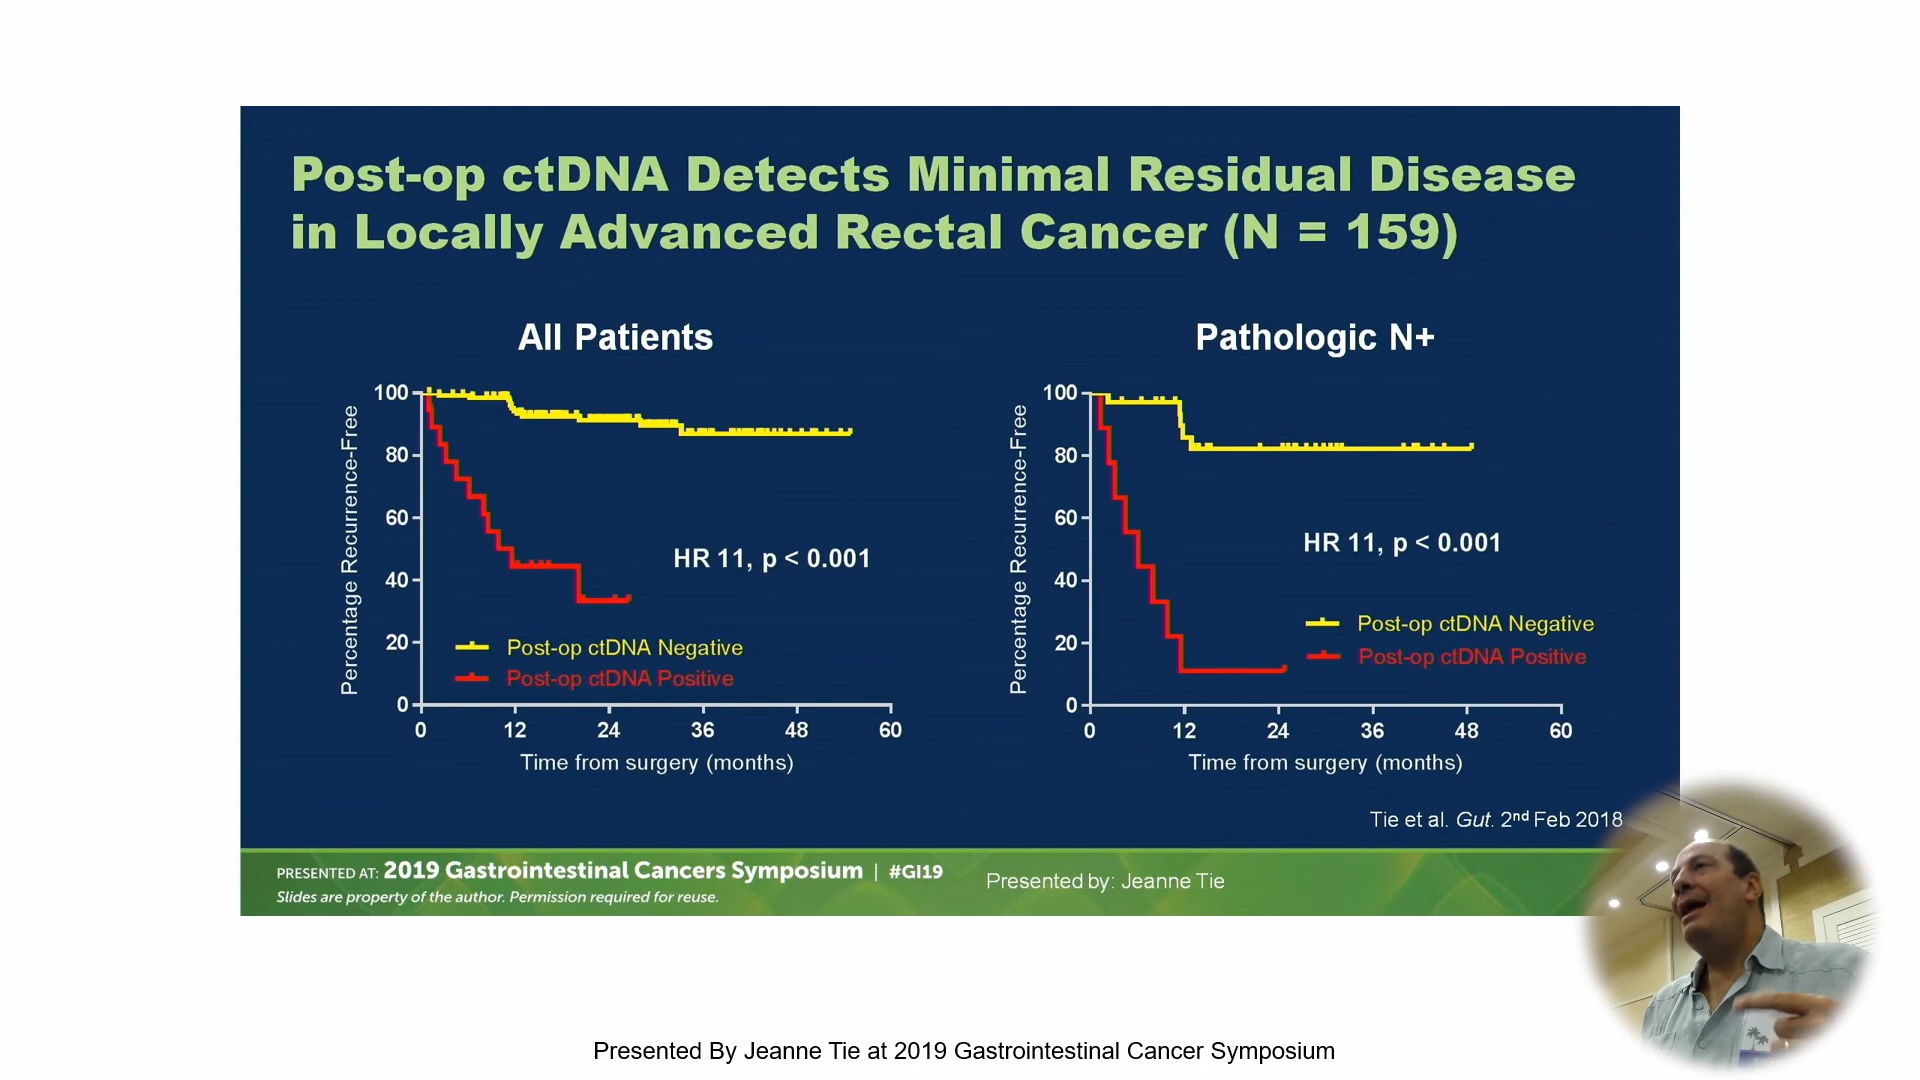 Post-op ctDNA Detects Minimal Residual Disease
in Locally Advanced Rectal Cancer (N = 159)
All Patients
Percentage Recurrence-Free
100
80
60
40
20
0
HR 11, p < 0.001
Post-op ctDNA Negative
Post-op ctDNA Positive
0 12 24 36 48 60
Time from surgery (months)
Pathologic N+
Percentage Recurrence-Free
100
80
60
40
20
0
HR 11, p < 0.001
Post-op ctDNA Negative
Post-op ctDNA Positive
0 12 24 36 48 60
Time from surgery (months)
Tie et al. Gut. 2nd Feb 2018
PRESENTED AT: 2019 Gastrointestinal Cancers Symposium | #GI19
Slides are property of the author. Permission required for reuse.
Presented by: Jeanne Tie
Presented By Jeanne Tie at 2019 Gastrointestinal Cancer Symposium